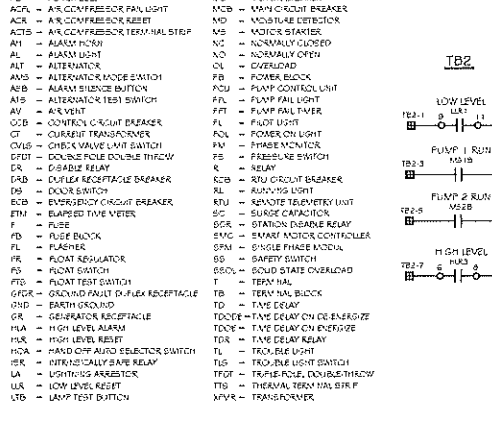 ACFL - AIR COMPRESSOR FAIL LIGHT
ACR - AIR COMPRESSOR RESET
ACTS - AIR COMPRESSOR TERMINAL STRIP
AH - ALARM HORN
AL - ALARM LIGHT
ALT - ALTERNATOR
AMS - ALTERNATOR MODE SWITCH
ASB - ALARM SILENCE BUTTON
ATS - ALTERNATOR TEST SWITCH
AV - AIR VENT
CCB - CONTROL CIRCUIT BREAKER
CT - CURRENT TRANSFORMER
CVLS - CHECK VALVE LIMIT SWITCH
DPDT - DOUBLE POLE DOUBLE THROW
DR - DISABLE RELAY
DRB - DUPLEX RECEPTACLE BREAKER
DS - DOOR SWITCH
ECB - EMERGENCY CIRCUIT BREAKER
ETM - ELAPSED TIME METER
F - FUSE
FB - FUSE BLOCK
FL - FLASHER
FR - FLOAT REGULATOR
FS - FLOAT SWITCH
FTS - FLOAT TEST SWITCH
GFDR - GROUND FAULT DUPLEX RECEPTACLE
GND - EARTH GROUND
GR - GENERATOR RECEPTACLE
HLA - HIGH LEVEL ALARM
HLR - HIGH LEVEL RESET
HOA - HAND OFF AUTO SELECTOR SWITCH
ISR - INTRINSICALLY SAFE RELAY
LA - LIGHTNING ARRESTOR
LLR - LOW LEVEL RESET
LTB - LAMP TEST BUTTON
MCB - MAIN CIRCUIT BREAKER
MD - MOISTURE DETECTOR
MS - MOTOR STARTER
NC - NORMALLY CLOSED
NO - NORMALLY OPEN
OL - OVERLOAD
PB - POWER BLOCK
PCU - PUMP CONTROL UNIT
PFL - PUMP FAIL LIGHT
PFT - PUMP FAIL TIMER
PL - PILOT LIGHT
POL - POWER ON LIGHT
PM - PHASE MONITOR
PS - PRESSURE SWITCH
R - RELAY
RCB - RTU CIRCUIT BREAKER
RL - RUNNING LIGHT
RTU - REMOTE TELEMETRY UNIT
SC - SURGE CAPACITOR
SDR - STATION DISABLE RELAY
SMC - SMART MOTOR CONTROLLER
SPM - SINGLE PHASE MODUL
SS - SAFETY SWITCH
SSOL - SOLID STATE OVERLOAD
T - TERMINAL
TB - TERMINAL BLOCK
TD - TIME DELAY
TDODE - TIME DELAY ON DE-ENERGIZE
TDOE - TIME DELAY ON ENERGIZE
TDR - TIME DELAY RELAY
TL - TROUBLE LIGHT
TLS - TROUBLE LIGHT SWITCH
TPDT - TRIPLE-POLE, DOUBLE-THROW
TTS - THERMAL TERMINAL STRIP
XFMR - TRANSFORMER
TB2
LOW LEVEL
LLR1
TB2-1 9 11
PUMP 1 RUN
MS1B
TB2-3
PUMP 2 RUN
MS2B
TB2-5
HIGH LEVEL
HLR3
TB2-7 6 8